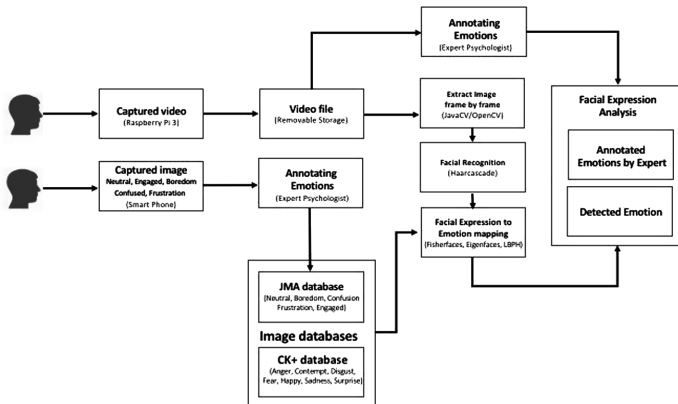 Annotating
Emotions
(Expert Psychologist)
Captured video
(Raspberry Pi 3)
Video file
(Removable Storage)
Extract Image
frame by frame
(JavaCV/OpenCV)
Facial Expression
Analysis
Annotated
Emotions by Expert
Detected Emotion
Captured image
Neutral, Engaged, Boredom
Confused, Frustration
(Smart Phone)
Annotating
Emotions
(Expert Psychologist)
Facial Recognition
(Haarcascade)
Facial Expression to
Emotion mapping
(Fisherfaces, Eigenfaces, LBPH)
JMA database
(Neutral, Boredom, Confusion
Frustration, Engaged)
Image databases
CK+ database
(Anger, Contempt, Disgust,
Fear, Happy, Sadness, Surprise)